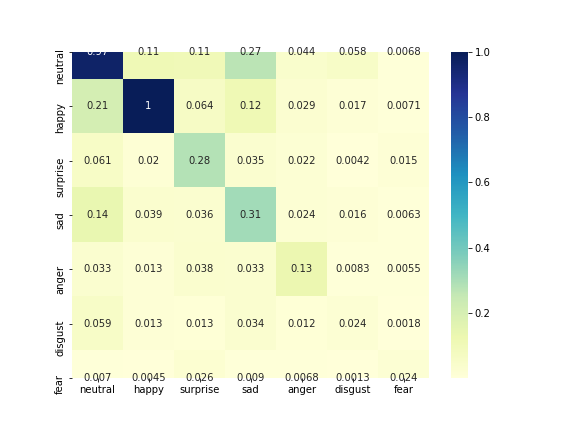 neutral 0.11 0.11 0.27 0.044 0.058 0.0068
happy 0.21 1 0.064 0.12 0.029 0.017 0.0071
surprise 0.061 0.02 0.28 0.035 0.022 0.0042 0.015
sad 0.14 0.039 0.036 0.31 0.024 0.016 0.0063
anger 0.033 0.013 0.038 0.033 0.13 0.0083 0.0055
disgust 0.059 0.013 0.013 0.034 0.012 0.024 0.0018
fear 0.007 0.0045 0.026 0.009 0.0068 0.0013 0.024
neutral happy surprise sad anger disgust fear
1.0
0.8
0.6
0.4
0.2